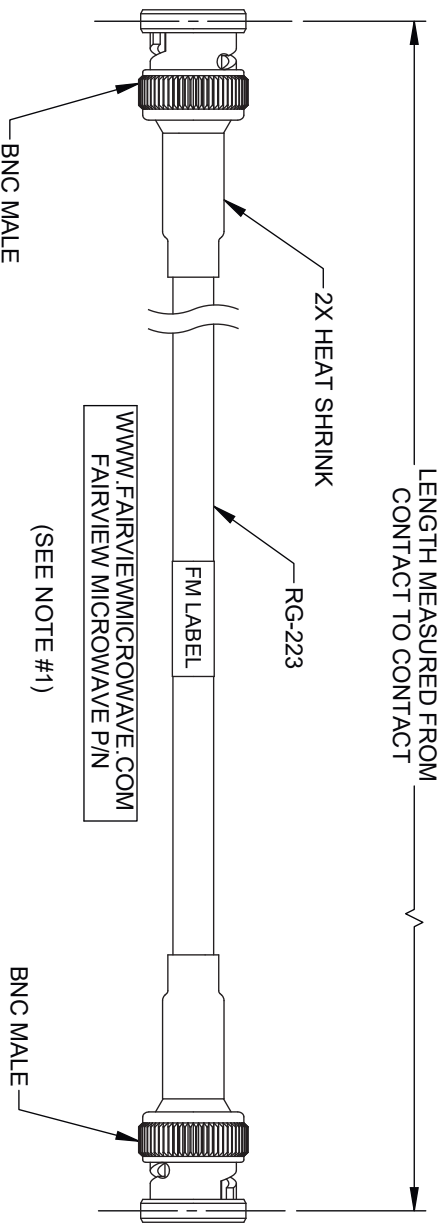 LENGTH MEASURED FROM
CONTACT TO CONTACT
2X HEAT SHRINK
RG-223
BNC MALE
FM LABEL
BNC MALE
WWW.FAIRVIEWMICROWAVE.COM
FAIRVIEW MICROWAVE P/N
(SEE NOTE #1)